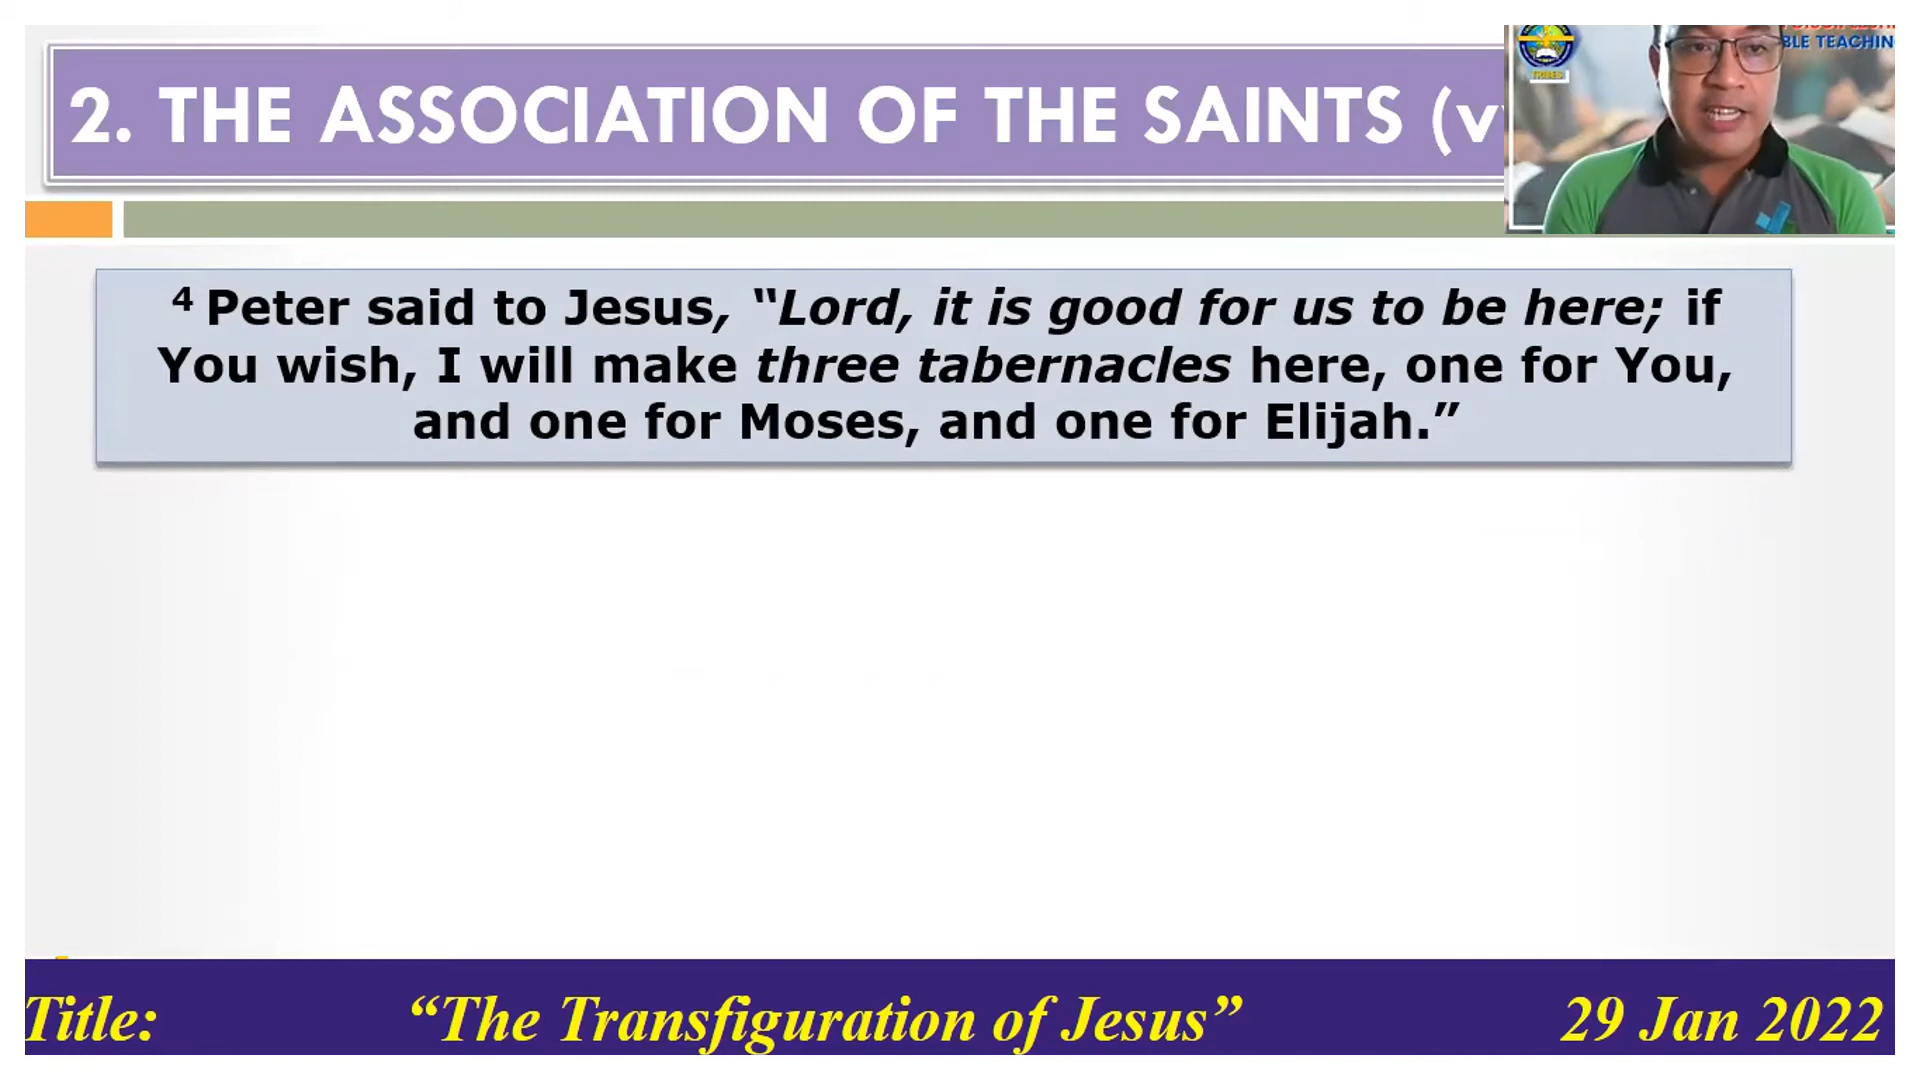 2. THE ASSOCIATION OF THE SAINTS (v
BLE TEACHIN
TRIBES
4 Peter said to Jesus, “Lord, it is good for us to be here; if
You wish, I will make three tabernacles here, one for You,
and one for Moses, and one for Elijah.”
Title: “The Transfiguration of Jesus” 29 Jan 2022